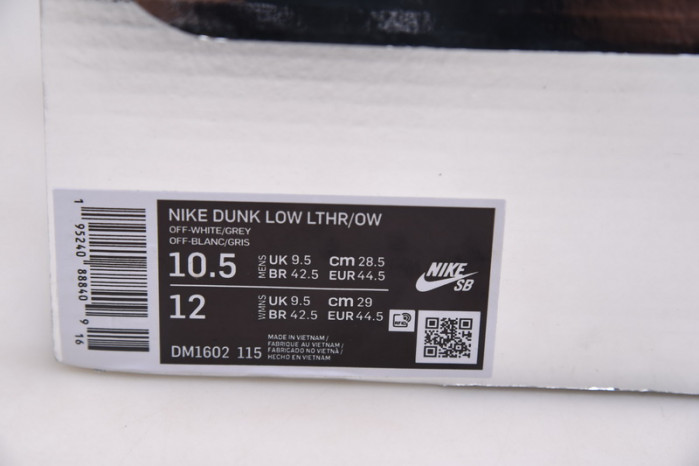 1
95240
88840
9
16
NIKE DUNK LOW LTHR/OW
OFF-WHITE/GREY
OFF-BLANC/GRIS
10.5 MENS UK 9.5 cm 28.5
BR 42.5 EUR 44.5
12 WMNS UK 9.5 cm 29
BR 42.5 EUR 44.5
NIKE
SB
RFID
DM1602 115
MADE IN VIETNAM /
FABRIQUE AU VIETNAM /
FABRICADO NO VIETNÃ /
HECHO EN VIETNAM